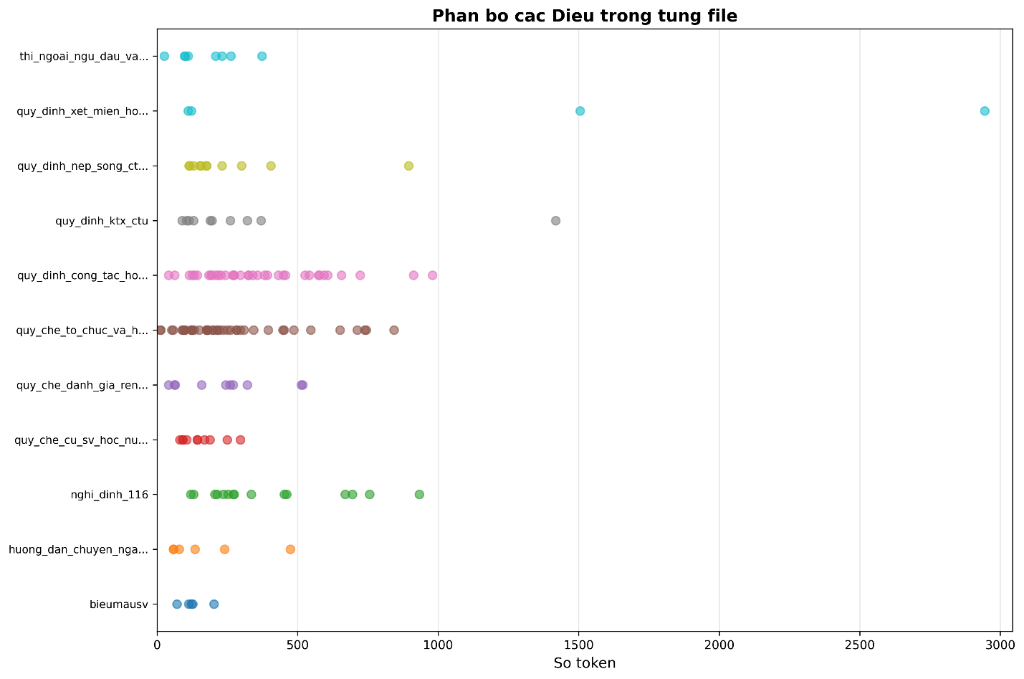 Phan bo cac Dieu trong tung file
thi_ngoai_ngu_dau_va...
quy_dinh_xet_mien_ho...
quy_dinh_nep_song_ct...
quy_dinh_ktx_ctu
quy_dinh_cong_tac_ho...
quy_che_to_chuc_va_h...
quy_che_danh_gia_ren...
quy_che_cu_sv_hoc_nu...
nghi_dinh_116
huong_dan_chuyen_nga...
bieumausv
0 500 1000 1500 2000 2500 3000
So token